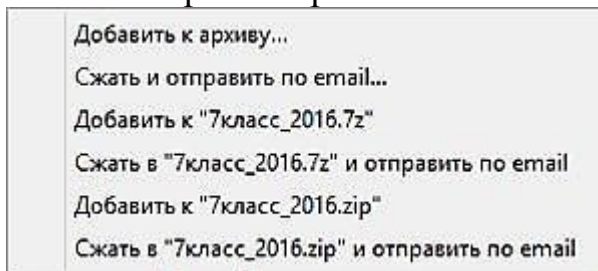 Добавить к архиву...
Сжать и отправить по email...
Добавить к "7класс_2016.7z"
Сжать в "7класс_2016.7z" и отправить по email
Добавить к "7класс_2016.zip"
Сжать в "7класс_2016.zip" и отправить по email